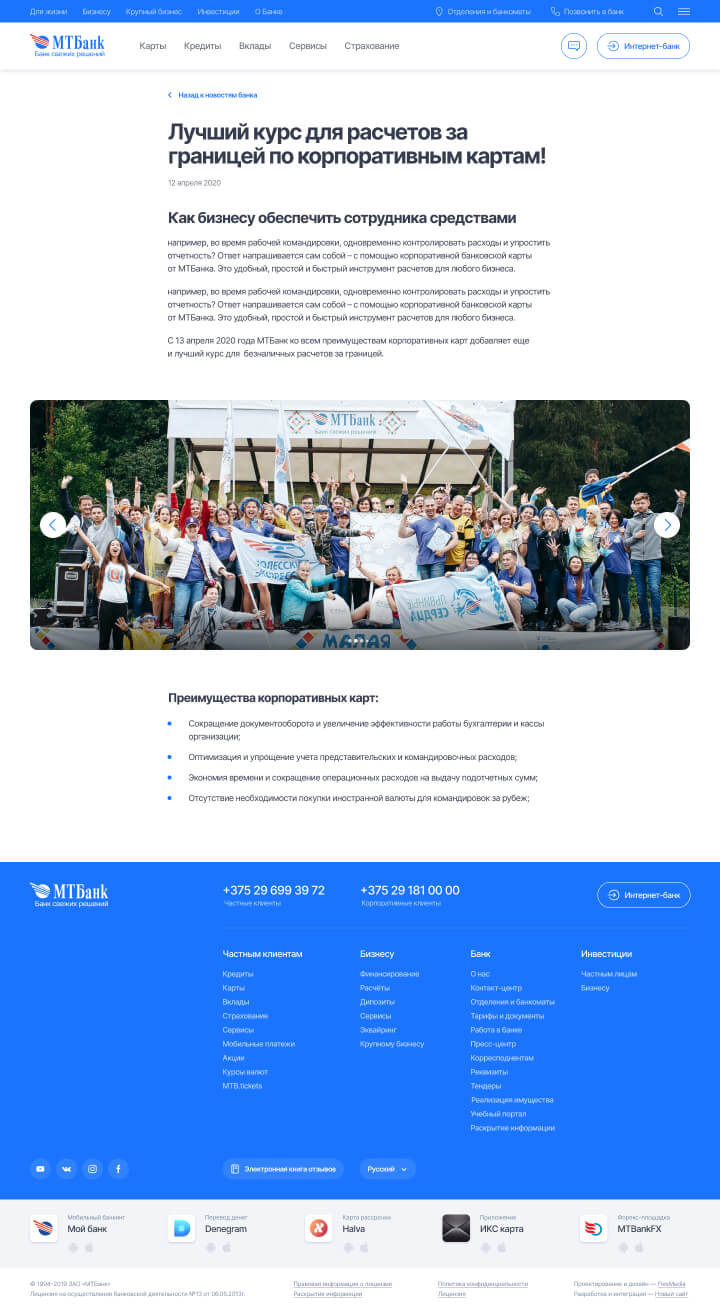 Для жизни Бизнесу Крупный бизнес Инвестиции О Банке Отделения и банкоматы Позвонить в банк
МТБанк
Банк свежих решений
Карты Кредиты Вклады Сервисы Страхование Интернет-банк
Назад к новостям банка
Лучший курс для расчетов за
границей по корпоративным картам!
12 апреля 2020
Как бизнесу обеспечить сотрудника средствами
например, во время рабочей командировки, одновременно контролировать расходы и упростить
отчетность? Ответ напрашивается сам собой – с помощью корпоративной банковской карты
от МТБанка. Это удобный, простой и быстрый инструмент расчетов для любого бизнеса.
например, во время рабочей командировки, одновременно контролировать расходы и упростить
отчетность? Ответ напрашивается сам собой – с помощью корпоративной банковской карты
от МТБанка. Это удобный, простой и быстрый инструмент расчетов для любого бизнеса.
С 13 апреля 2020 года МТБанк ко всем преимуществам корпоративных карт добавляет еще
и лучший курс для безналичных расчетов за границей.
МТБанк
Банк свежих решений
ПОЛЕССКИЙ
ЭКСПРЕСС
СЕРДЦА
МАЛАЯ
Преимущества корпоративных карт:
Сокращение документооборота и увеличение эффективности работы бухгалтерии и кассы
организации;
Оптимизация и упрощение учета представительских и командировочных расходов;
Экономия времени и сокращение операционных расходов на выдачу подотчетных сумм;
Отсутствие необходимости покупки иностранной валюты для командировок за рубеж;
МТБанк
Банк свежих решений
+375 29 699 39 72 +375 29 181 00 00 Интернет-банк
Частные клиенты Корпоративные клиенты
Частным клиентам Бизнесу Банк Инвестиции
Кредиты Финансирование О нас Частным лицам
Карты Расчёты Контакт-центр Бизнесу
Вклады Дипозиты Отделения и банкоматы
Страхование Сервисы Тарифы и документы
Сервисы Эквайринг Работа в банке
Мобильные платежи Крупному бизнесу Пресс-центр
Акции Корреспондентам
Курсы валют Реквизиты
MTB.tickets Тендеры
Реализация имущества
Учебный портал
Раскрытие информации
Электронная книга отзывов Русский
Мобильный банкинг Перевод денег Карта рассрочки Приложение Форекс-площадка
Мой банк Denegram Halva ИКС карта MTBankFX
© 1994-2019 ЗАО «МТБанк» Правовая информация о лицензии Политика конфиденциальности Проектирование и дизайн — FlexMedia
Лицензия на осуществление банковской деятельности №13 от 06.05.2013г. Раскрытие информации Лицензия Разработка и интеграция — Новый сайт